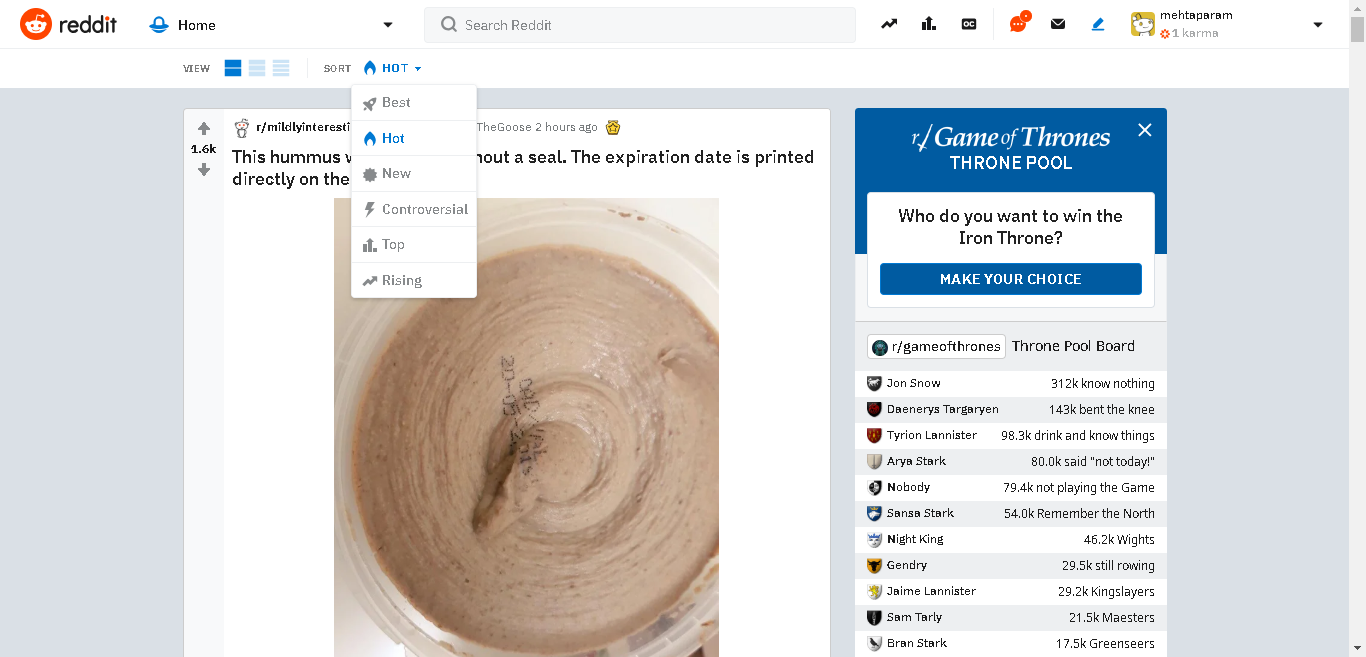 reddit
Home
Search Reddit
mehtaparam
1 karma
VIEW
SORT
HOT
Best
Hot
New
Controversial
Top
Rising
1.6k
r/mildlyinteresti
TheGoose 2 hours ago
This hummus
out a seal. The expiration date is printed
directly on the
r/Game of Thrones
THRONE POOL
Who do you want to win the
Iron Throne?
MAKE YOUR CHOICE
r/gameofthrones Throne Pool Board
Jon Snow 312k know nothing
Daenerys Targaryen 143k bent the knee
Tyrion Lannister 98.3k drink and know things
Arya Stark 80.0k said "not today!"
Nobody 79.4k not playing the Game
Sansa Stark 54.0k Remember the North
Night King 46.2k Wights
Gendry 29.5k still rowing
Jaime Lannister 29.2k Kingslayers
Sam Tarly 21.5k Maesters
Bran Stark 17.5k Greenseers